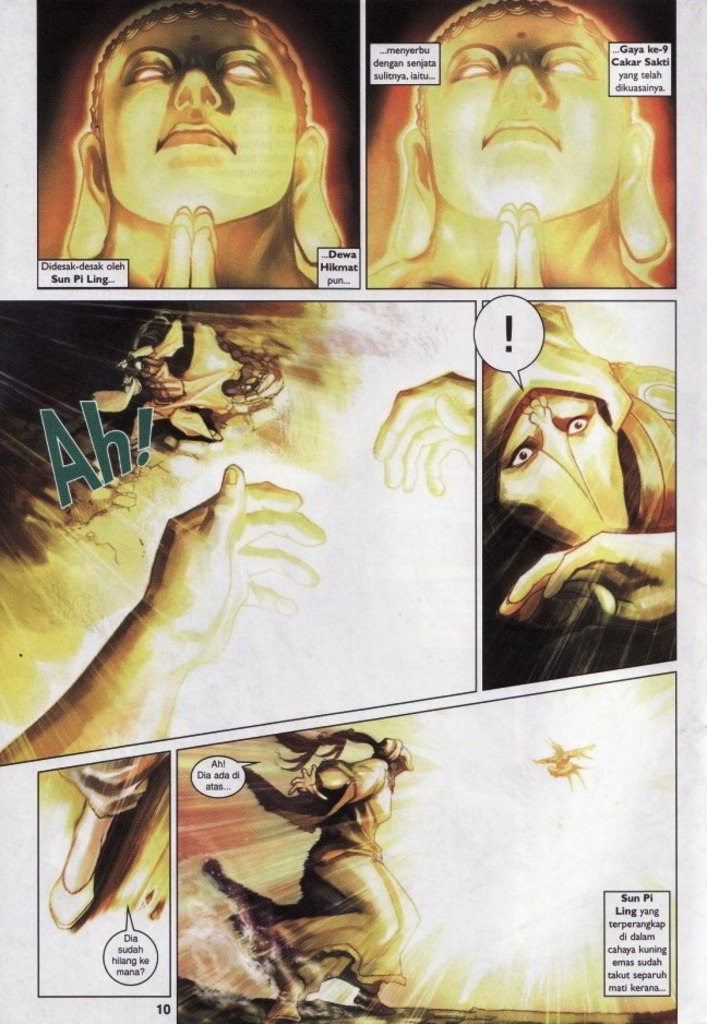 Didesak-desak oleh
Sun Pi Ling...
...Dewa
Hikmat
pun...
...menyerbu
dengan senjata
sulitnya, iaitu...
...Gaya ke-9
Cakar Sakti
yang telah
dikuasainya.
Ah!
!
Dia
sudah
hilang ke
mana?
Ah!
Dia ada di
atas...
Sun Pi
Ling yang
terperangkap
di dalam
cahaya kuning
emas sudah
takut separuh
mati kerana...
10